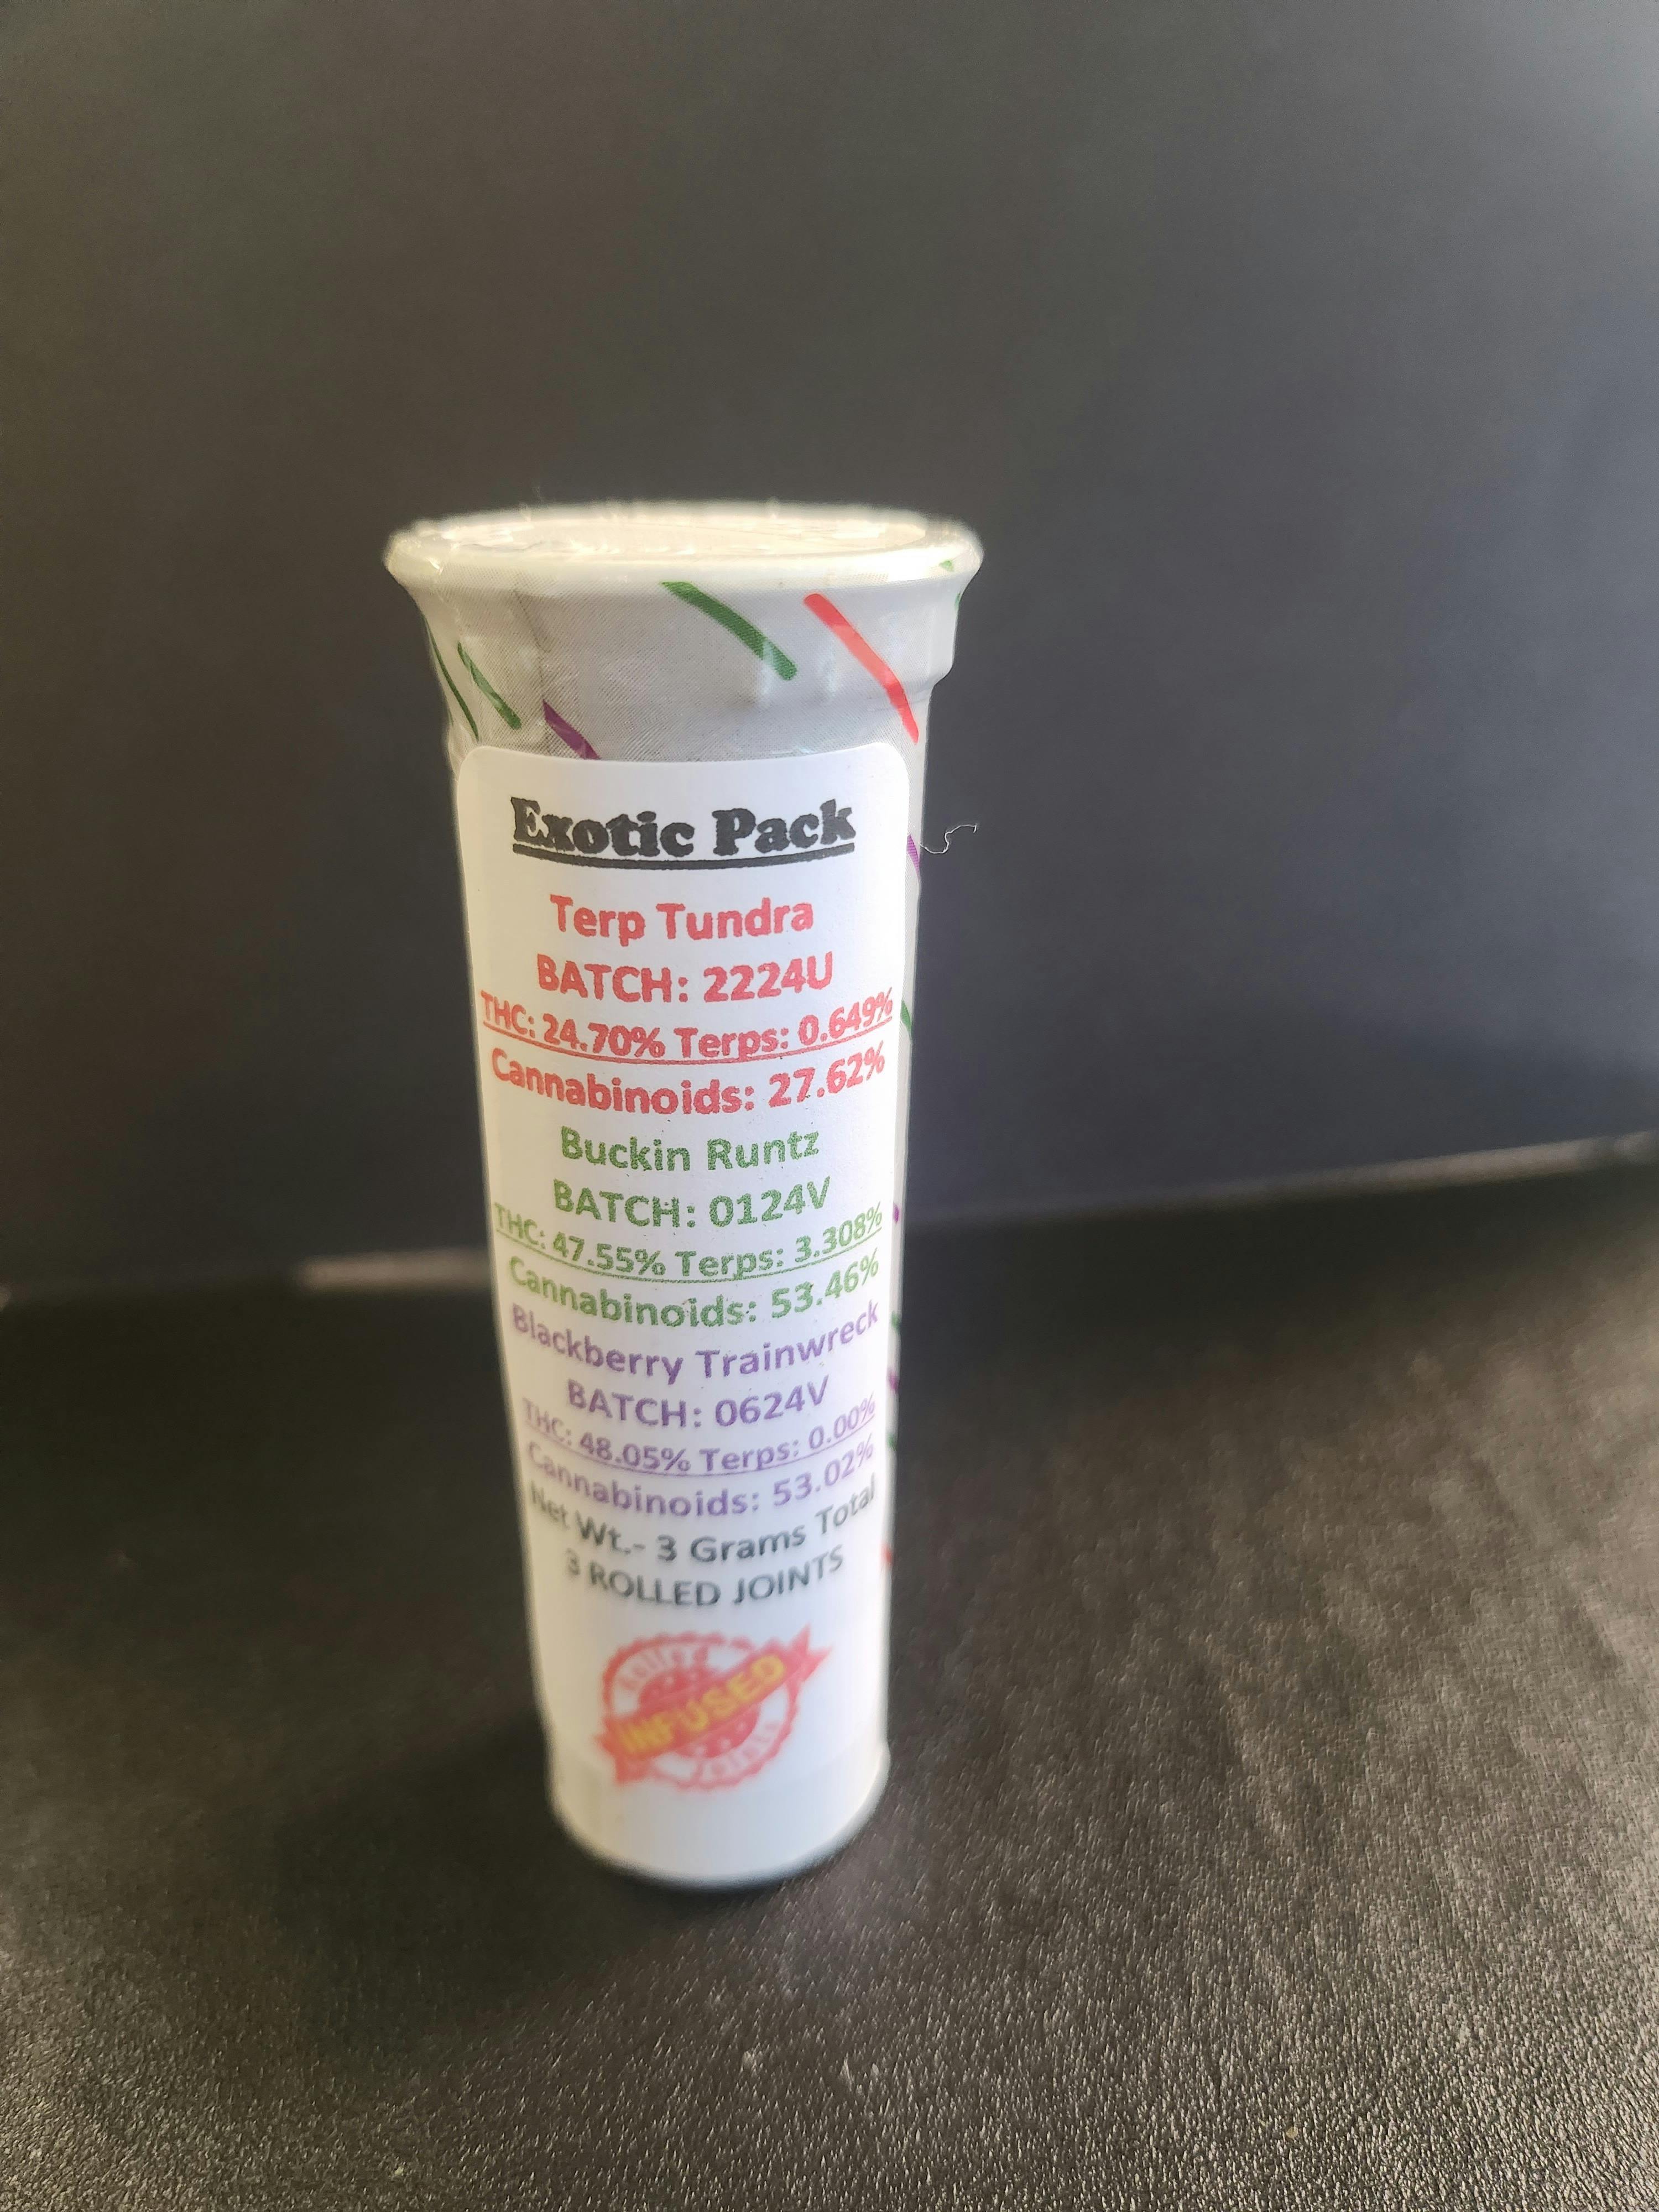 Exotic Pack
Terp Tundra
BATCH: 2224U
THC: 24.70% Terps: 0.649%
Cannabinoids: 27.62%
Buckin Runtz
BATCH: 0124V
THC: 47.55% Terps: 3.308%
Cannabinoids: 53.46%
Blackberry Trainwreck
BATCH: 0624V
THC: 48.05% Terps: 0.00%
Cannabinoids: 53.02%
Net Wt.- 3 Grams Total
3 ROLLED JOINTS
Rolled
INFUSED
Joints